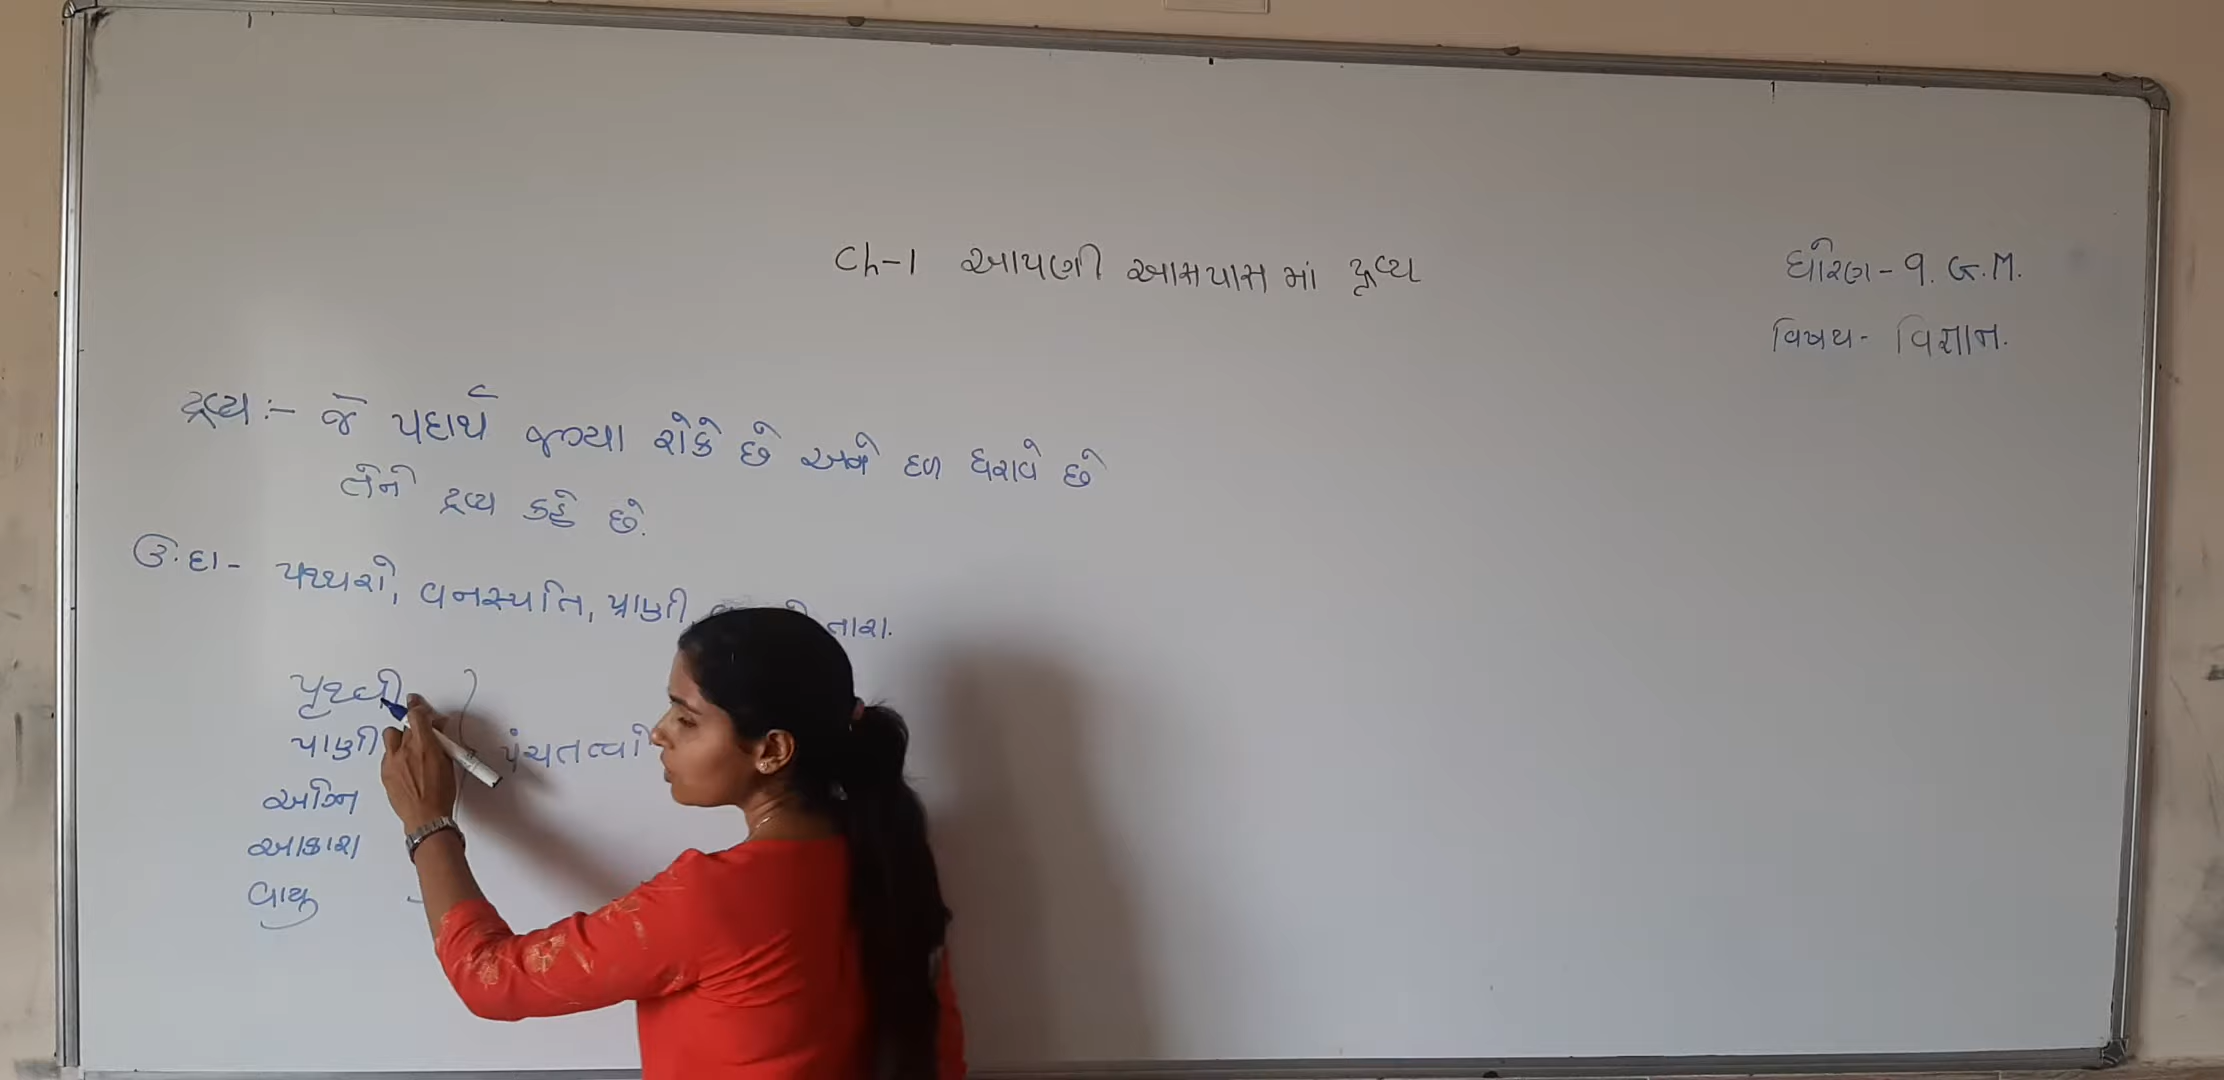 Ch-1 આપણી આસપાસ માં દ્રવ્ય
ધોરણ - 9. G.M.
વિષય - વિજ્ઞાન.
દ્રવ્ય :- જે પદાર્થ જગ્યા રોકે છે અને દળ ધરાવે છે
તેને દ્રવ્ય કહે છે.
ઉ.દા - પથ્થરો, વનસ્પતિ, પ્રાણી, તારા.
પૃથ્વી
પાણી
પંચતત્વો
અગ્નિ
આકાશ
વાયુ